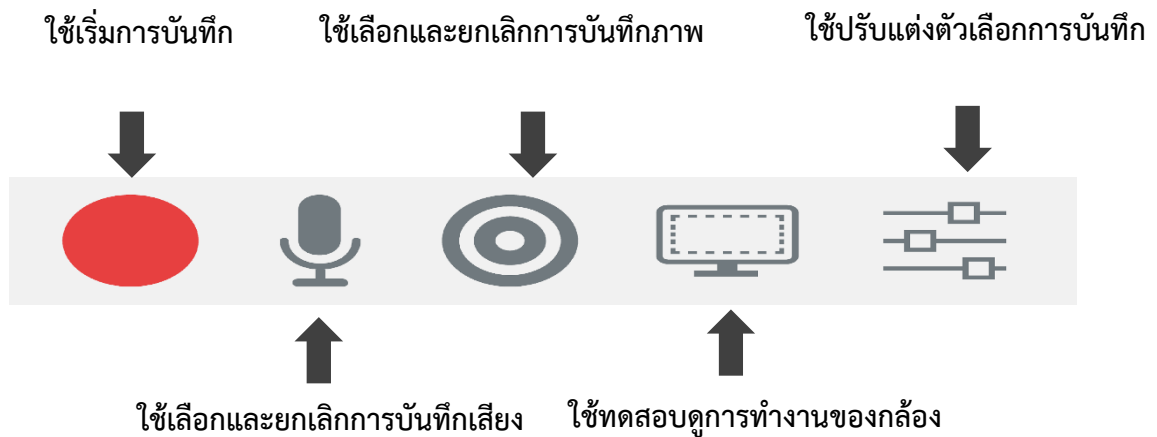 ใช้เริ่มการบันทึก
ใช้เลือกและยกเลิกการบันทึกภาพ
ใช้ปรับแต่งตัวเลือกการบันทึก
ใช้เลือกและยกเลิกการบันทึกเสียง
ใช้ทดสอบดูการทำงานของกล้อง